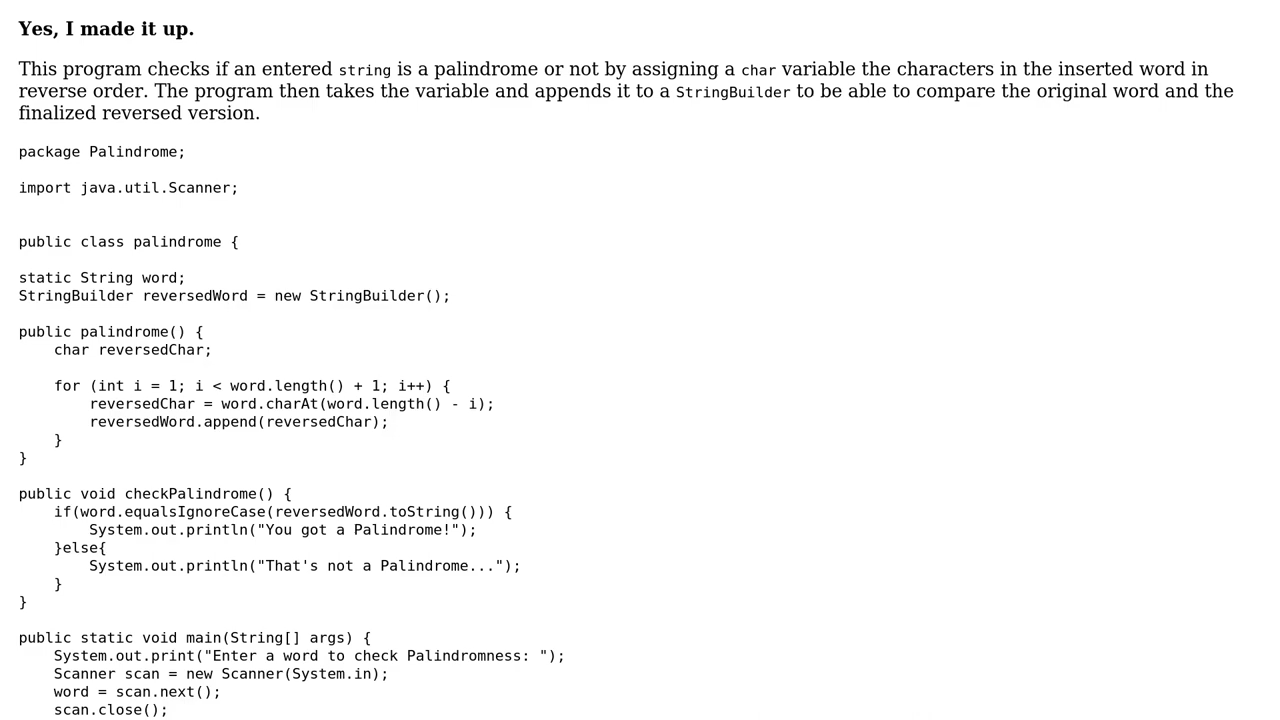 Yes, I made it up.
This program checks if an entered string is a palindrome or not by assigning a char variable the characters in the inserted word in
reverse order. The program then takes the variable and appends it to a StringBuilder to be able to compare the original word and the
finalized reversed version.
package Palindrome;
import java.util.Scanner;
public class palindrome {
static String word;
StringBuilder reversedWord = new StringBuilder();
public palindrome() {
    char reversedChar;
    for (int i = 1; i < word.length() + 1; i++) {
        reversedChar = word.charAt(word.length() - i);
        reversedWord.append(reversedChar);
    }
}
public void checkPalindrome() {
    if(word.equalsIgnoreCase(reversedWord.toString())) {
        System.out.println("You got a Palindrome!");
    }else{
        System.out.println("That's not a Palindrome...");
    }
}
public static void main(String[] args) {
    System.out.print("Enter a word to check Palindromness: ");
    Scanner scan = new Scanner(System.in);
    word = scan.next();
    scan.close();